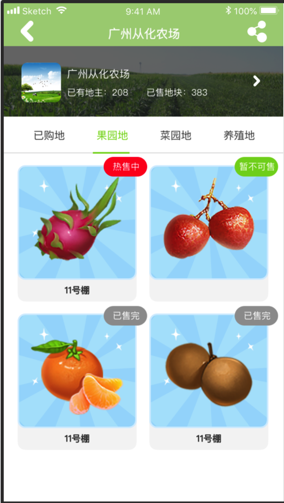 Sketch 9:41 AM 100%
广州从化农场
广州从化农场
已有地主：208 已售地块：383
已购地 果园地 菜园地 养殖地
热售中 暂不可售
11号棚
已售完 已售完
11号棚 11号棚